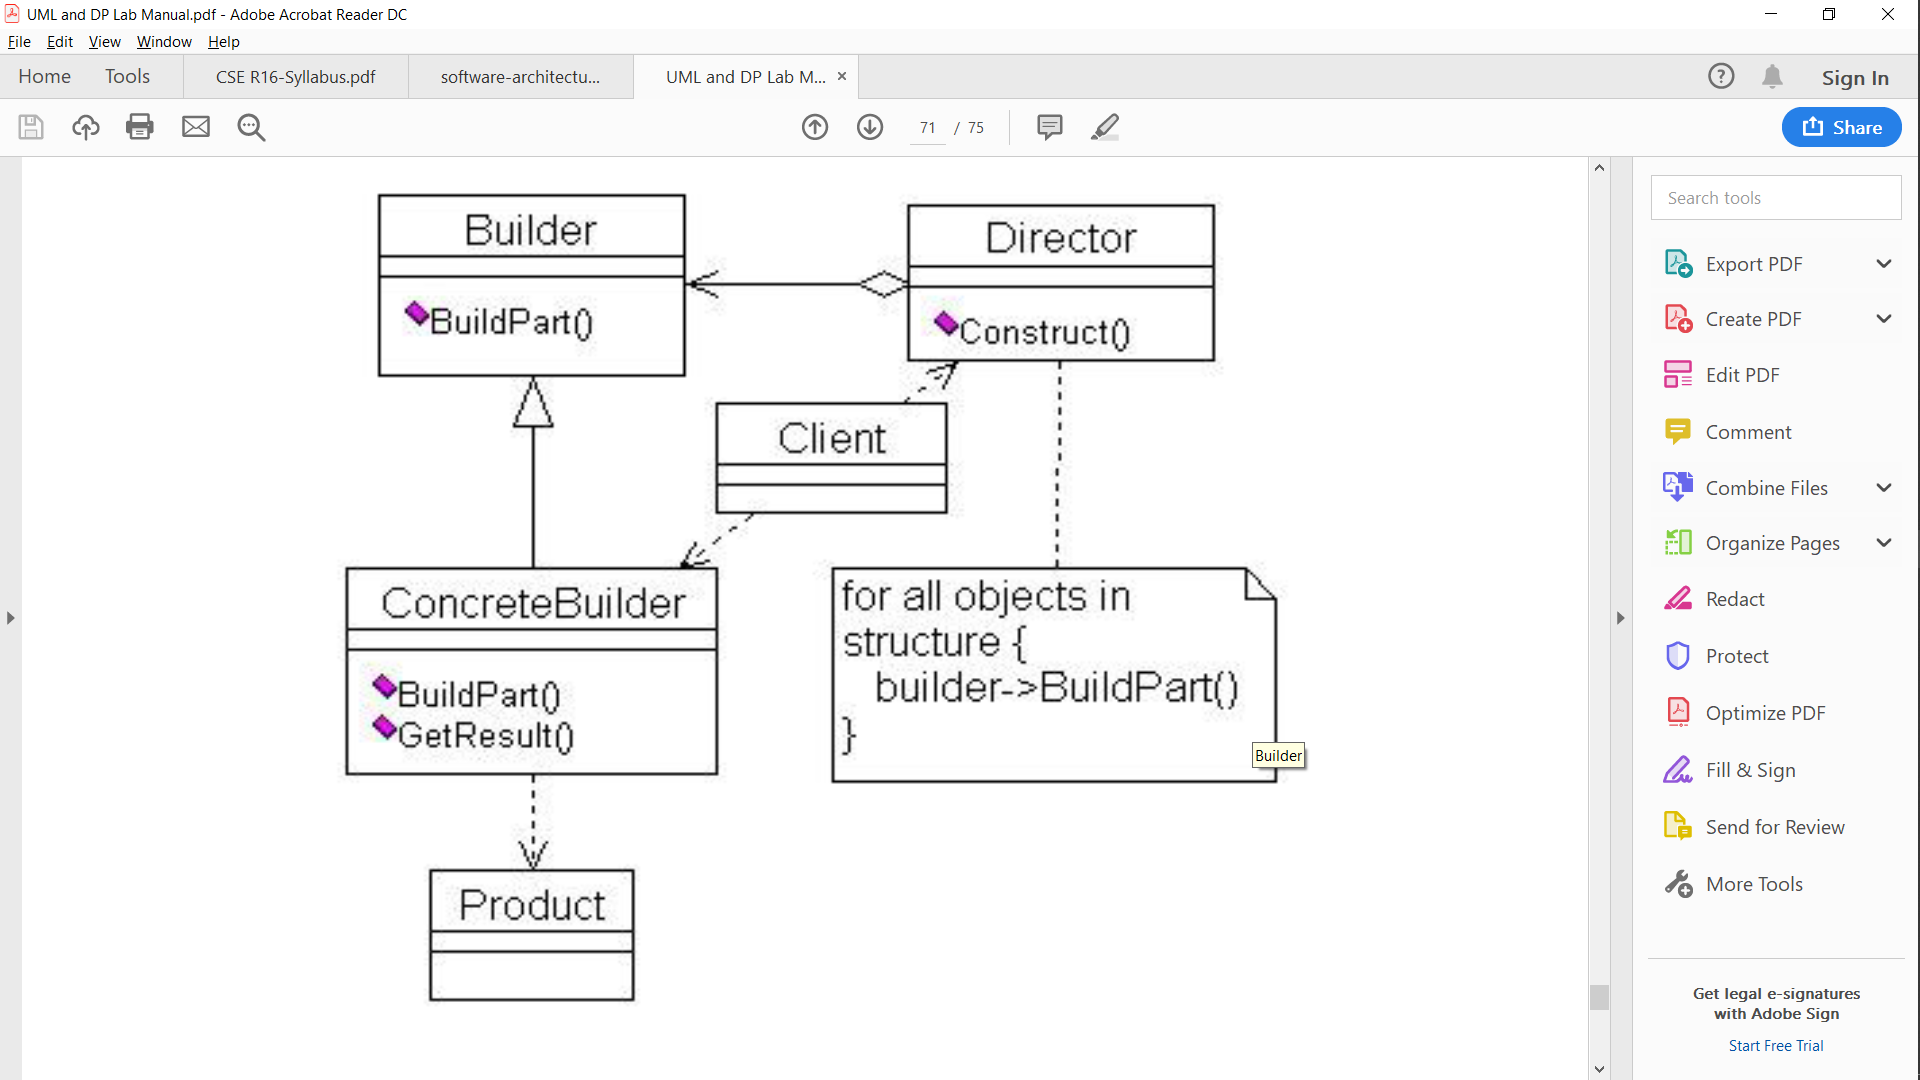 UML and DP Lab Manual.pdf - Adobe Acrobat Reader DC
File Edit View Window Help
Home Tools CSE R16-Syllabus.pdf software-architectu... UML and DP Lab M... ×
? Sign In
71 / 75
Share
Builder
BuildPart()
Director
Construct()
Client
ConcreteBuilder
BuildPart()
GetResult()
for all objects in
structure {
builder->BuildPart()
}
Builder
Product
Search tools
Export PDF
Create PDF
Edit PDF
Comment
Combine Files
Organize Pages
Redact
Protect
Optimize PDF
Fill & Sign
Send for Review
More Tools
Get legal e-signatures
with Adobe Sign
Start Free Trial